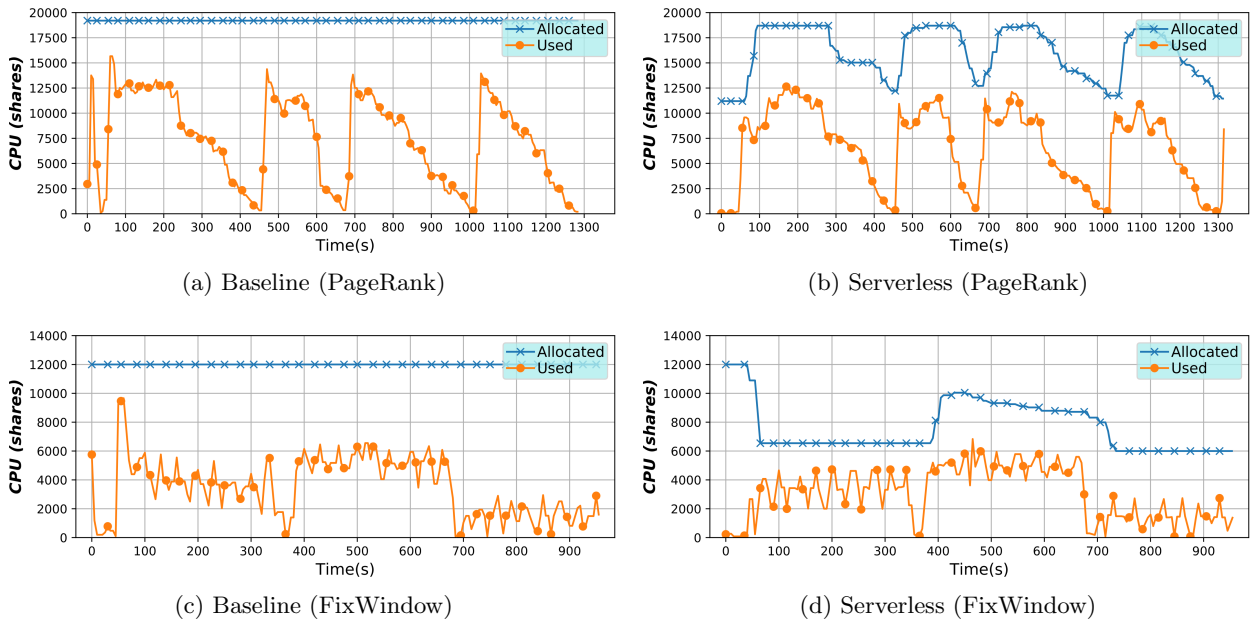 20000
17500
15000
12500
10000
7500
5000
2500
0
CPU (shares)
Allocated
Used
0 100 200 300 400 500 600 700 800 900 1000 1100 1200 1300
Time(s)
(a) Baseline (PageRank)
20000
17500
15000
12500
10000
7500
5000
2500
0
CPU (shares)
Allocated
Used
0 100 200 300 400 500 600 700 800 900 1000 1100 1200 1300
Time(s)
(b) Serverless (PageRank)
14000
12000
10000
8000
6000
4000
2000
0
CPU (shares)
Allocated
Used
0 100 200 300 400 500 600 700 800 900
Time(s)
(c) Baseline (FixWindow)
14000
12000
10000
8000
6000
4000
2000
0
CPU (shares)
Allocated
Used
0 100 200 300 400 500 600 700 800 900
Time(s)
(d) Serverless (FixWindow)